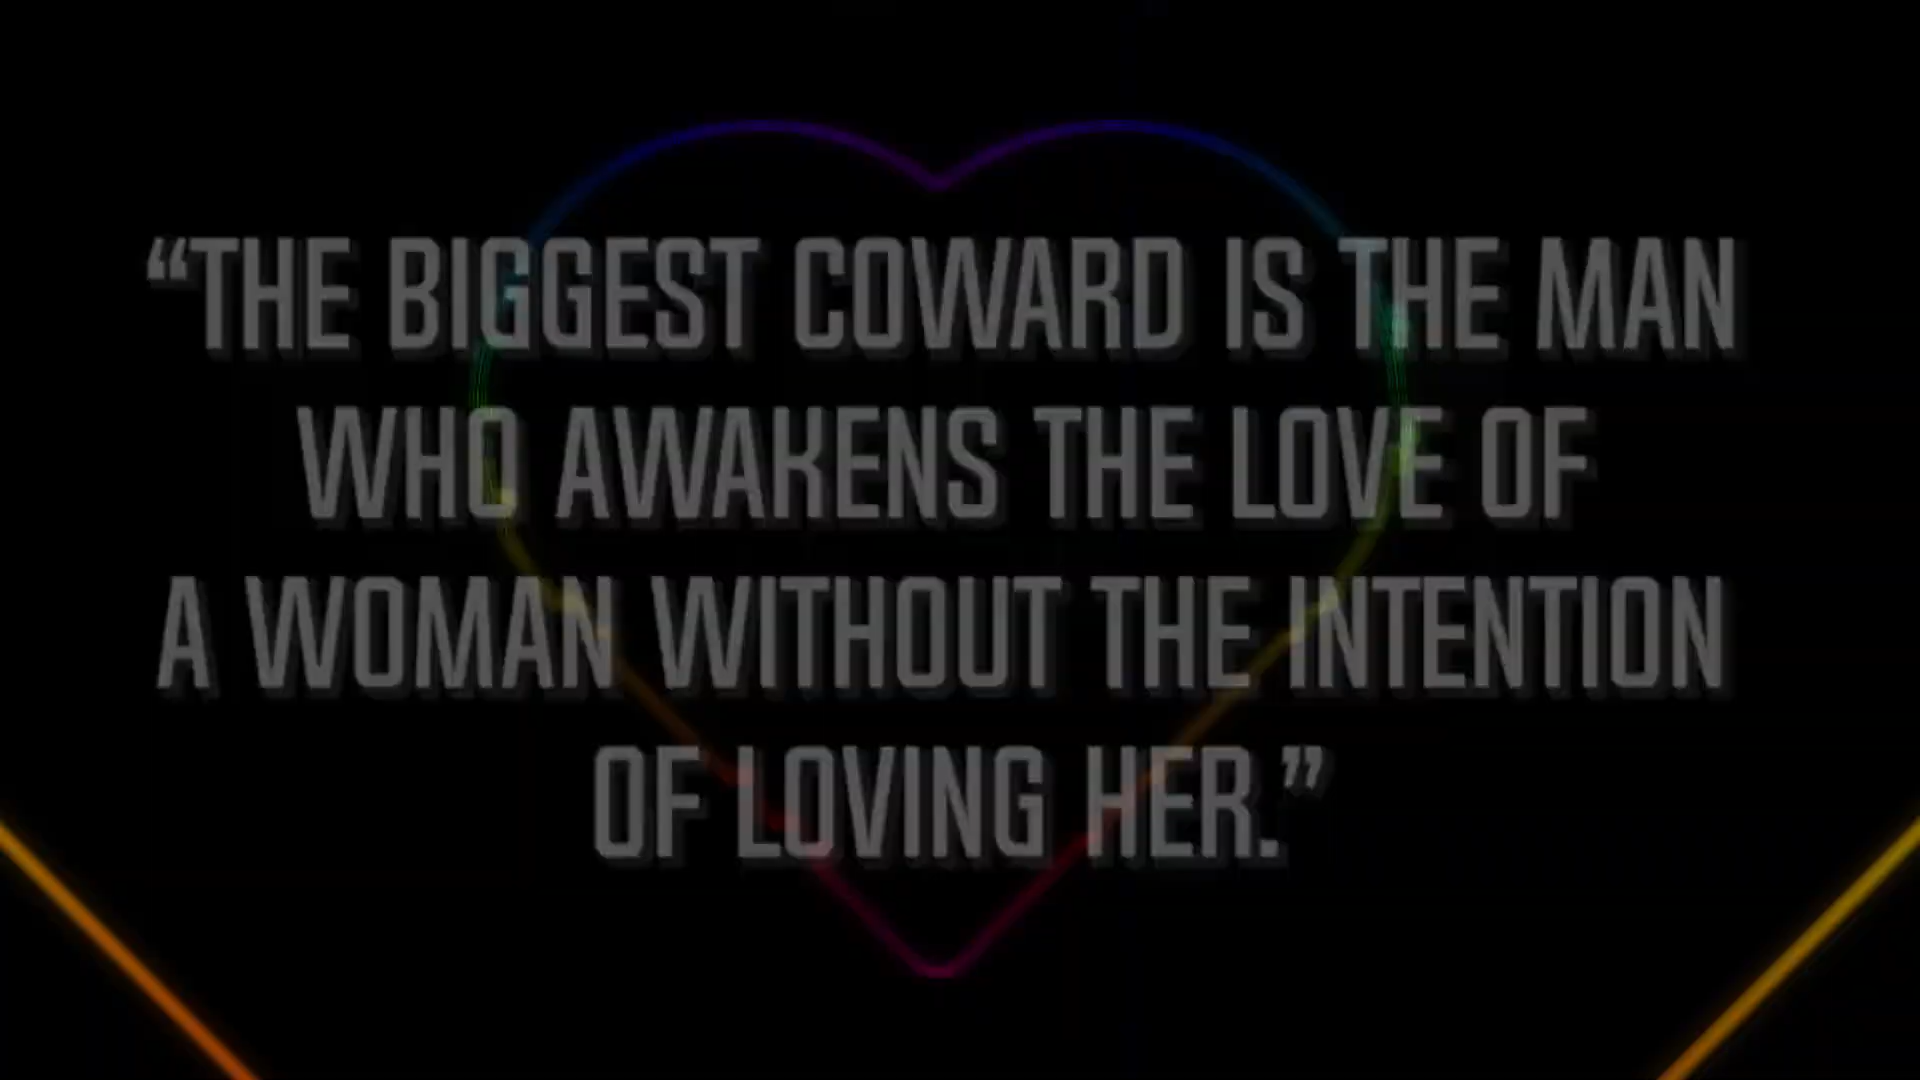 “THE BIGGEST COWARD IS THE MAN
WHO AWAKENS THE LOVE OF
A WOMAN WITHOUT THE INTENTION
OF LOVING HER.”